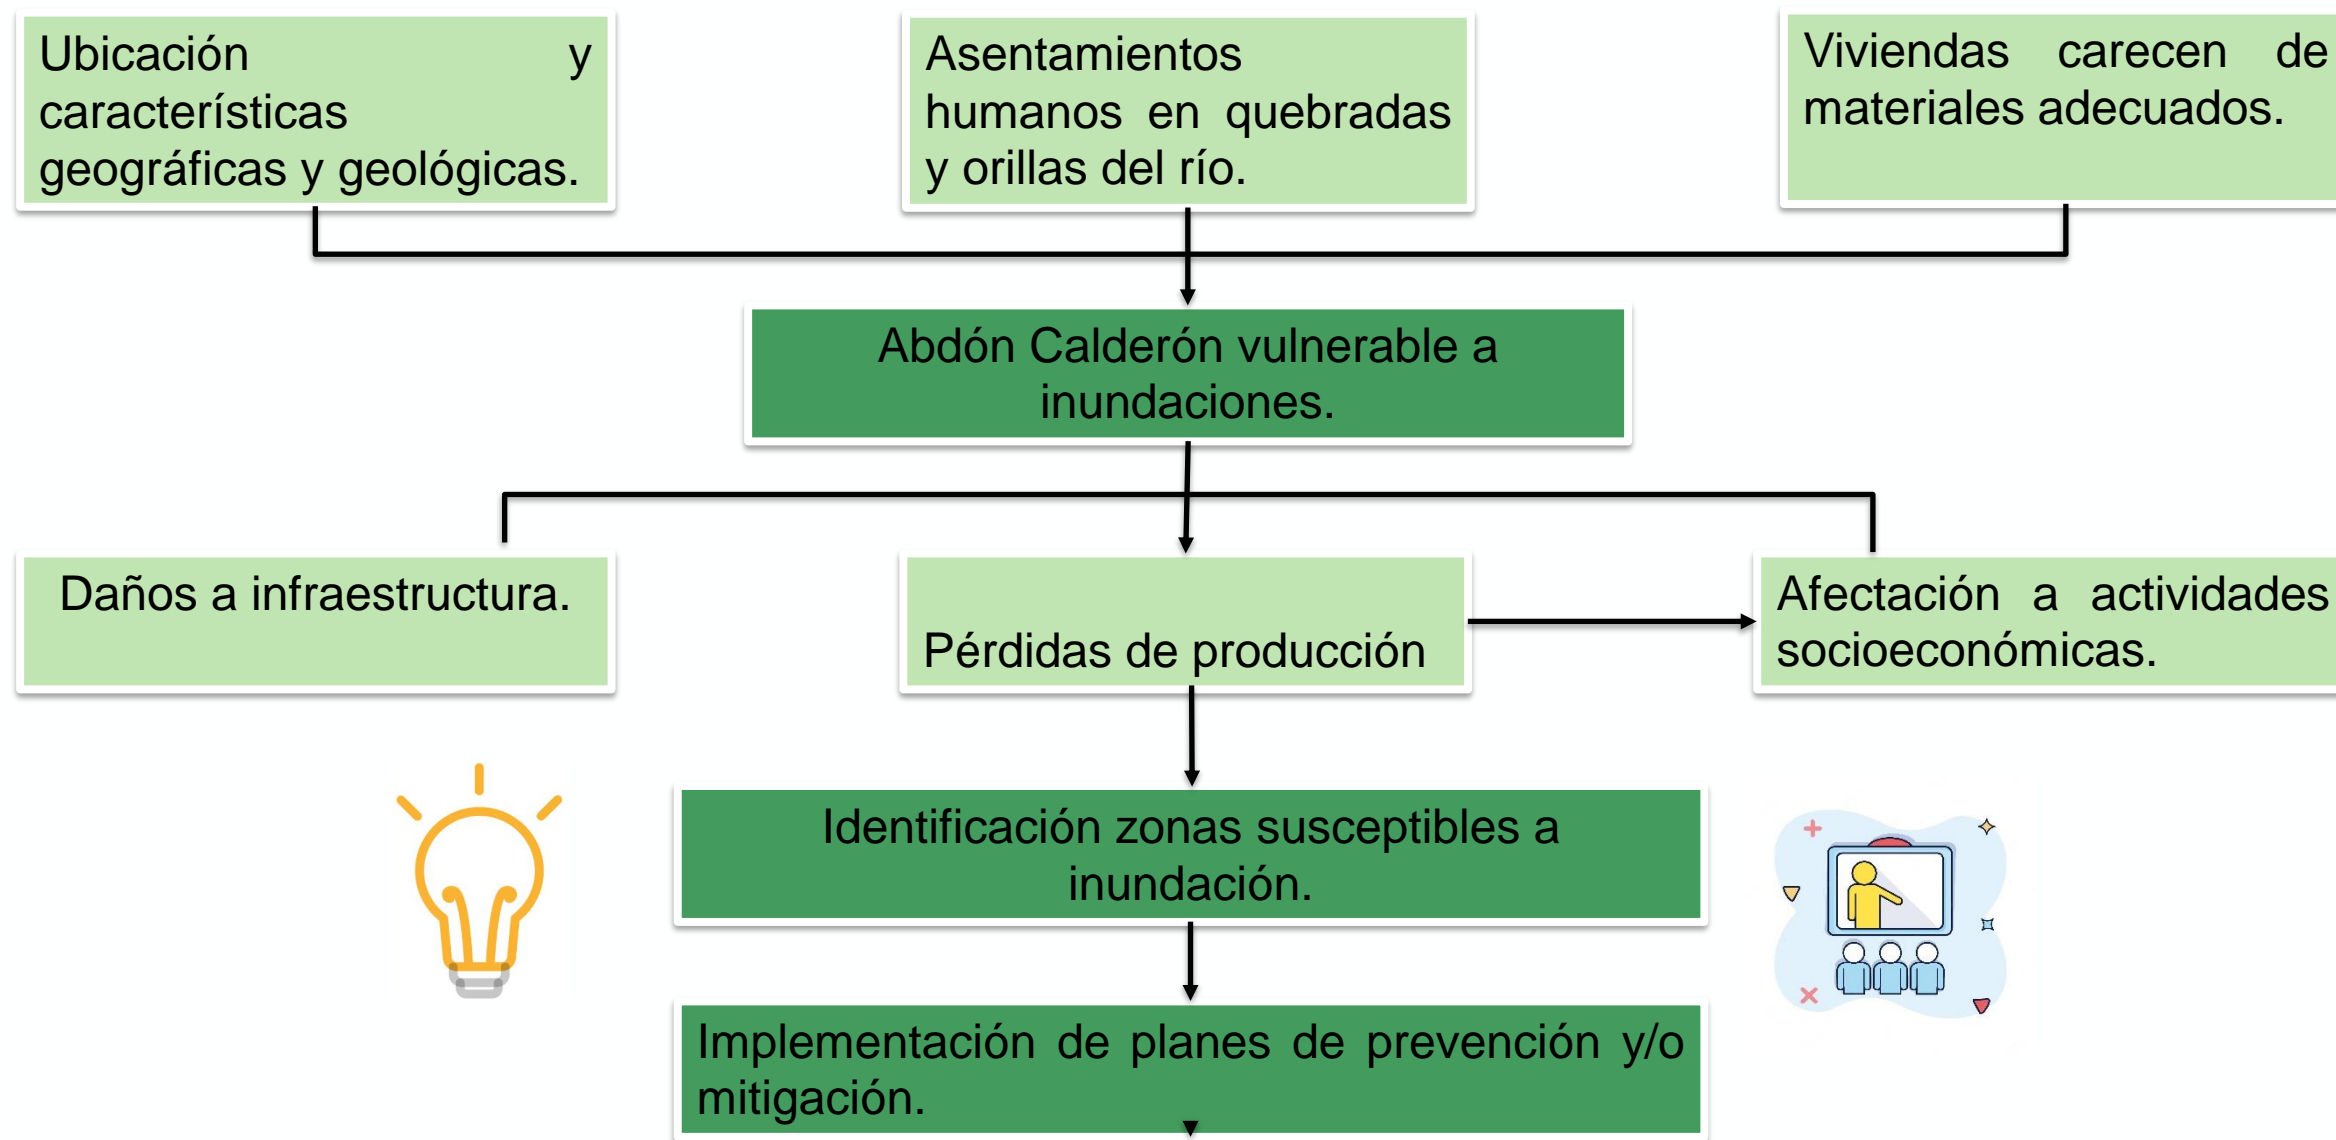 Ubicación y
características
geográficas y geológicas.
Asentamientos
humanos en quebradas
y orillas del río.
Viviendas carecen de
materiales adecuados.
Abdón Calderón vulnerable a
inundaciones.
Daños a infraestructura.
Pérdidas de producción
Afectación a actividades
socioeconómicas.
Identificación zonas susceptibles a
inundación.
Implementación de planes de prevención y/o
mitigación.